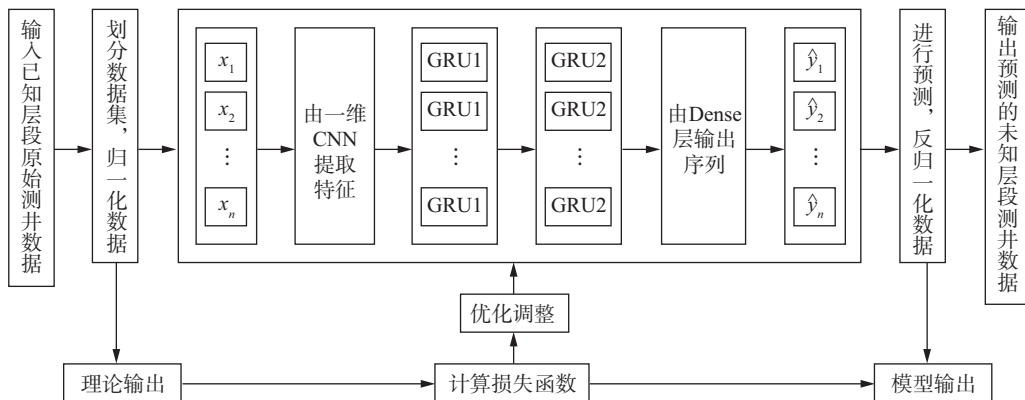 输入已知层段原始测井数据
划分数据集，归一化数据
x₁
x₂
⋮
xₙ
由一维
CNN
提取
特征
GRU1
GRU1
⋮
GRU1
GRU2
GRU2
⋮
GRU2
由Dense
层输出
序列
ŷ₁
ŷ₂
⋮
ŷₙ
进行预测，反归一化数据
输出预测的未知层段测井数据
优化调整
理论输出
计算损失函数
模型输出